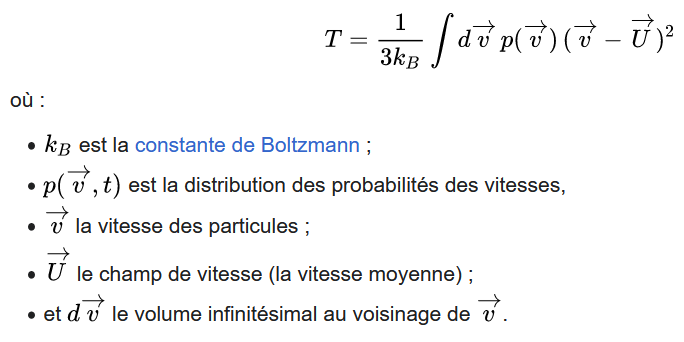 $T = \frac{1}{3k_B} \int d\overrightarrow{v} \, p(\overrightarrow{v}) \, (\overrightarrow{v} - \overrightarrow{U})^2$
où :
• $k_B$ est la constante de Boltzmann ;
• $p(\overrightarrow{v}, t)$ est la distribution des probabilités des vitesses,
• $\overrightarrow{v}$ la vitesse des particules ;
• $\overrightarrow{U}$ le champ de vitesse (la vitesse moyenne) ;
• et $d\overrightarrow{v}$ le volume infinitésimal au voisinage de $\overrightarrow{v}$.